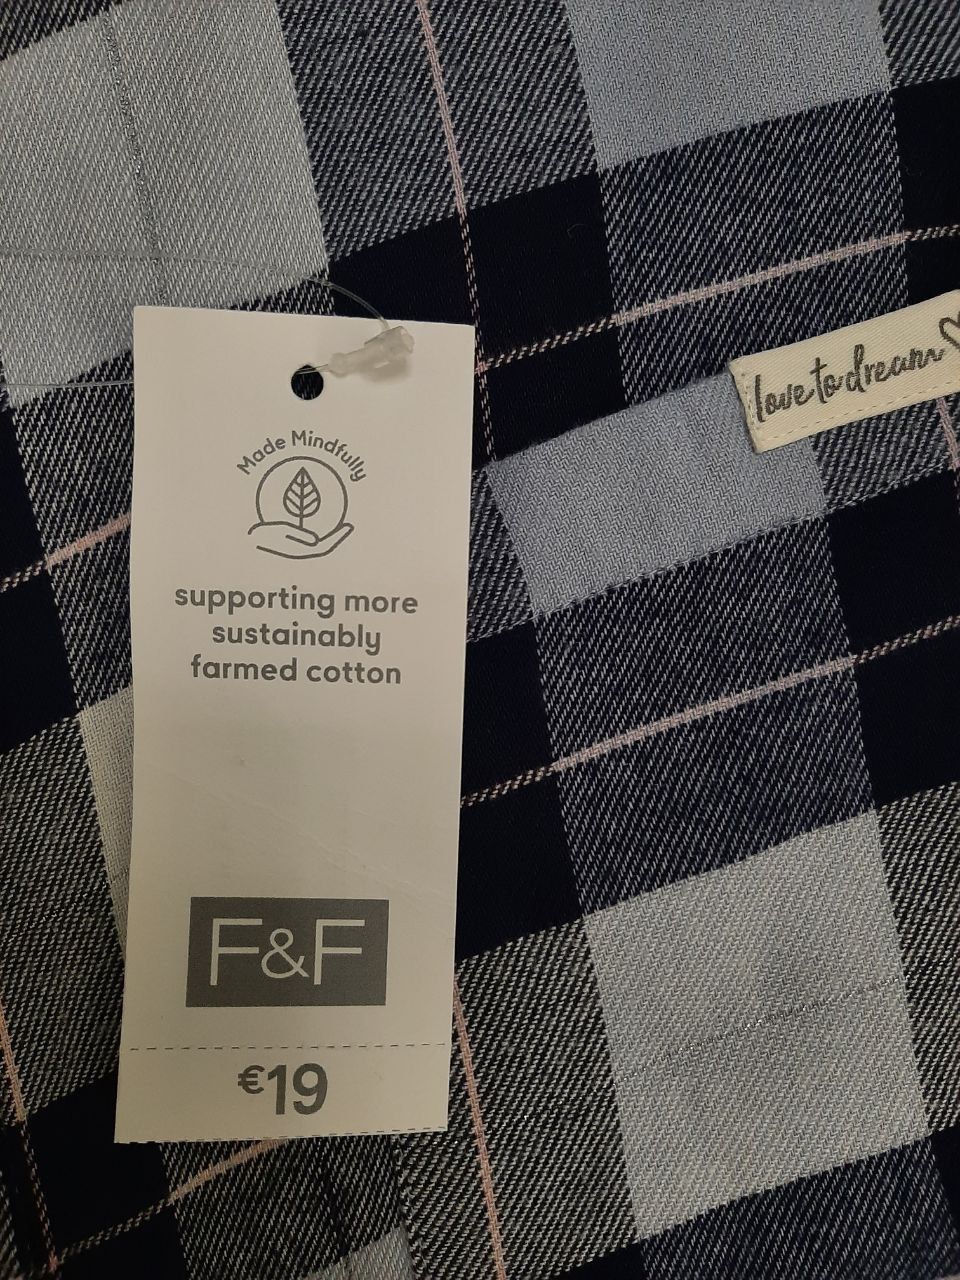 love to dream
Made Mindfully
supporting more
sustainably
farmed cotton
F&F
€19